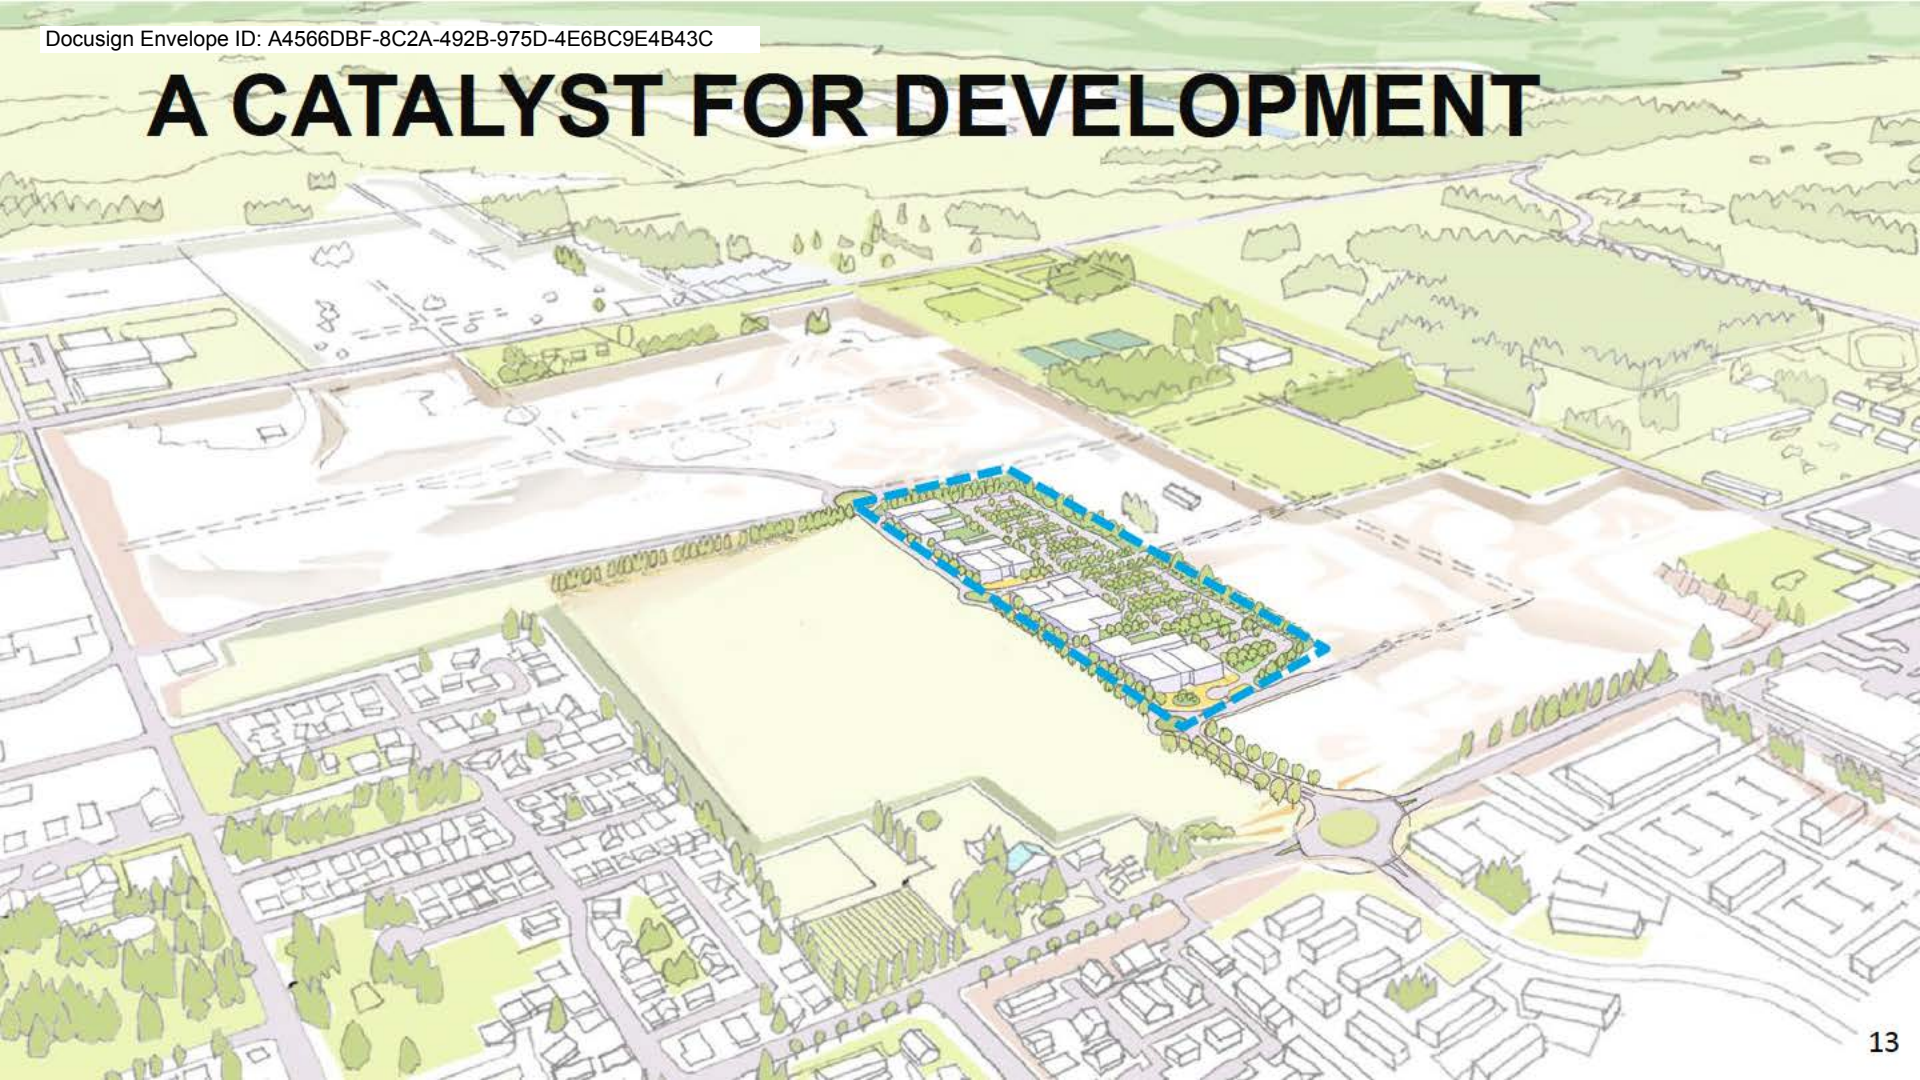 Docusign Envelope ID: A4566DBF-8C2A-492B-975D-4E6BC9E4B43C
A CATALYST FOR DEVELOPMENT
13